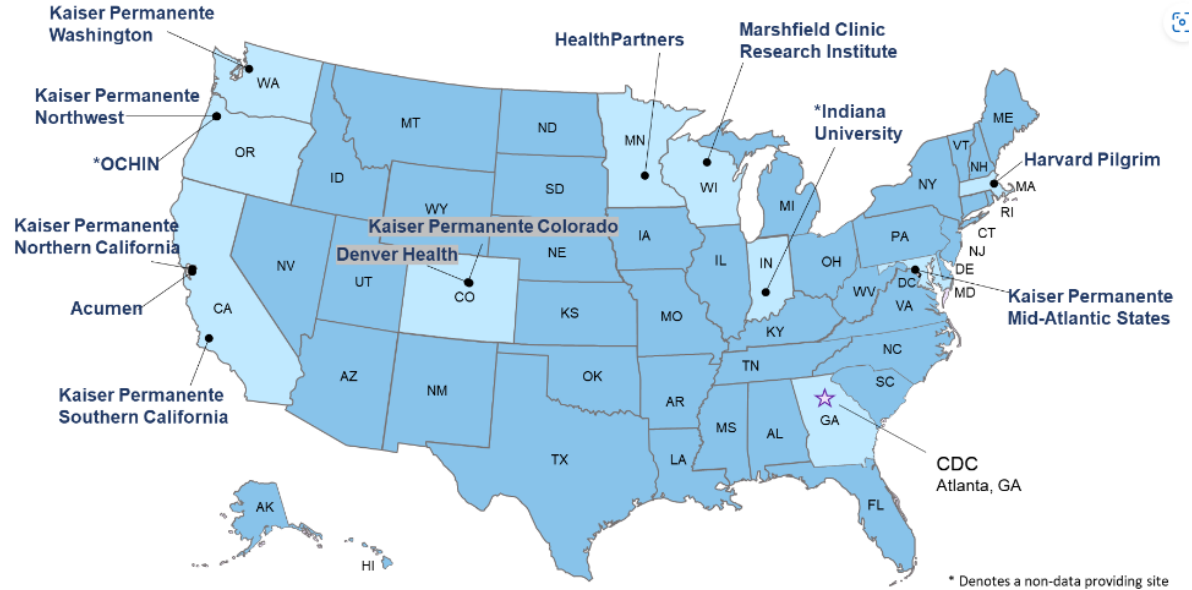 Kaiser Permanente
Washington
Kaiser Permanente
Northwest
*OCHIN
Kaiser Permanente
Northern California
Acumen
Kaiser Permanente
Southern California
HealthPartners
Marshfield Clinic
Research Institute
*Indiana
University
Harvard Pilgrim
Kaiser Permanente Colorado
Denver Health
Kaiser Permanente
Mid-Atlantic States
CDC
Atlanta, GA
WA
OR
CA
NV
ID
MT
WY
UT
CO
AZ
NM
ND
SD
NE
KS
OK
TX
MN
IA
MO
AR
LA
WI
IL
MI
IN
OH
KY
TN
MS
AL
GA
FL
SC
NC
VA
WV
DC
MD
DE
PA
NJ
NY
CT
RI
MA
VT
NH
ME
AK
HI
* Denotes a non-data providing site